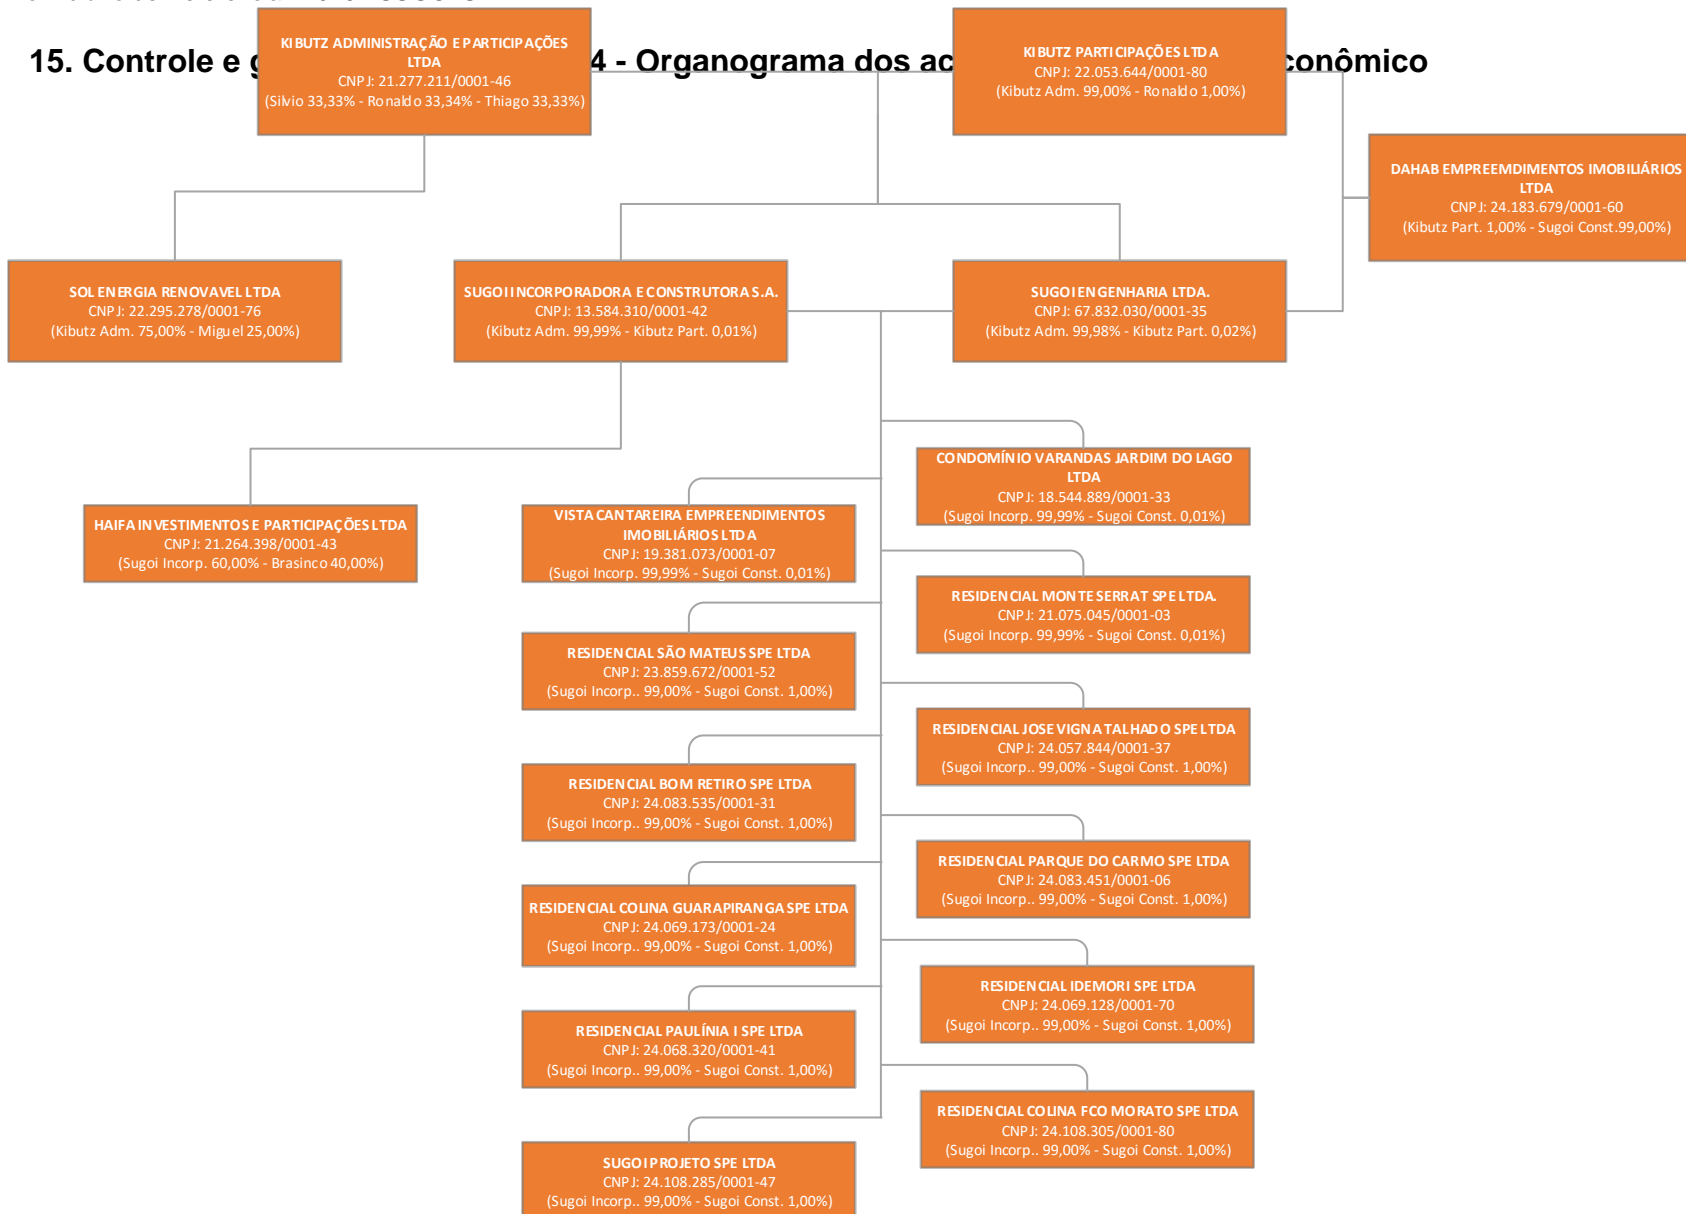 15. Controle e g 4 - Organograma dos ac conômico
KIBUTZ ADMINISTRAÇÃO E PARTICIPAÇÕES
LTDA
CNPJ: 21.277.211/0001-46
(Silvio 33,33% - Ronaldo 33,34% - Thiago 33,33%)
KIBUTZ PARTICIPAÇÕES LTDA
CNPJ: 22.053.644/0001-80
(Kibutz Adm. 99,00% - Ronaldo 1,00%)
DAHAB EMPREEMDIMENTOS IMOBILIÁRIOS
LTDA
CNPJ: 24.183.679/0001-60
(Kibutz Part. 1,00% - Sugoi Const.99,00%)
SOL ENERGIA RENOVAVEL LTDA
CNPJ: 22.295.278/0001-76
(Kibutz Adm. 75,00% - Miguel 25,00%)
SUGOI INCORPORADORA E CONSTRUTORA S.A.
CNPJ: 13.584.310/0001-42
(Kibutz Adm. 99,99% - Kibutz Part. 0,01%)
SUGOI ENGENHARIA LTDA.
CNPJ: 67.832.030/0001-35
(Kibutz Adm. 99,98% - Kibutz Part. 0,02%)
HAIFA INVESTIMENTOS E PARTICIPAÇÕES LTDA
CNPJ: 21.264.398/0001-43
(Sugoi Incorp. 60,00% - Brasinco 40,00%)
CONDOMÍNIO VARANDAS JARDIM DO LAGO
LTDA
CNPJ: 18.544.889/0001-33
(Sugoi Incorp. 99,99% - Sugoi Const. 0,01%)
VISTA CANTAREIRA EMPREENDIMENTOS
IMOBILIÁRIOS LTDA
CNPJ: 19.381.073/0001-07
(Sugoi Incorp. 99,99% - Sugoi Const. 0,01%)
RESIDENCIAL MONTE SERRAT SPE LTDA.
CNPJ: 21.075.045/0001-03
(Sugoi Incorp. 99,99% - Sugoi Const. 0,01%)
RESIDENCIAL SÃO MATEUS SPE LTDA
CNPJ: 23.859.672/0001-52
(Sugoi Incorp.. 99,00% - Sugoi Const. 1,00%)
RESIDENCIAL JOSE VIGNA TALHADO SPE LTDA
CNPJ: 24.057.844/0001-37
(Sugoi Incorp.. 99,00% - Sugoi Const. 1,00%)
RESIDENCIAL BOM RETIRO SPE LTDA
CNPJ: 24.083.535/0001-31
(Sugoi Incorp.. 99,00% - Sugoi Const. 1,00%)
RESIDENCIAL PARQUE DO CARMO SPE LTDA
CNPJ: 24.083.451/0001-06
(Sugoi Incorp.. 99,00% - Sugoi Const. 1,00%)
RESIDENCIAL COLINA GUARAPIRANGA SPE LTDA
CNPJ: 24.069.173/0001-24
(Sugoi Incorp.. 99,00% - Sugoi Const. 1,00%)
RESIDENCIAL IDEMORI SPE LTDA
CNPJ: 24.069.128/0001-70
(Sugoi Incorp.. 99,00% - Sugoi Const. 1,00%)
RESIDENCIAL PAULÍNIA I SPE LTDA
CNPJ: 24.068.320/0001-41
(Sugoi Incorp.. 99,00% - Sugoi Const. 1,00%)
RESIDENCIAL COLINA FCO MORATO SPE LTDA
CNPJ: 24.108.305/0001-80
(Sugoi Incorp.. 99,00% - Sugoi Const. 1,00%)
SUGOI PROJETO SPE LTDA
CNPJ: 24.108.285/0001-47
(Sugoi Incorp.. 99,00% - Sugoi Const. 1,00%)